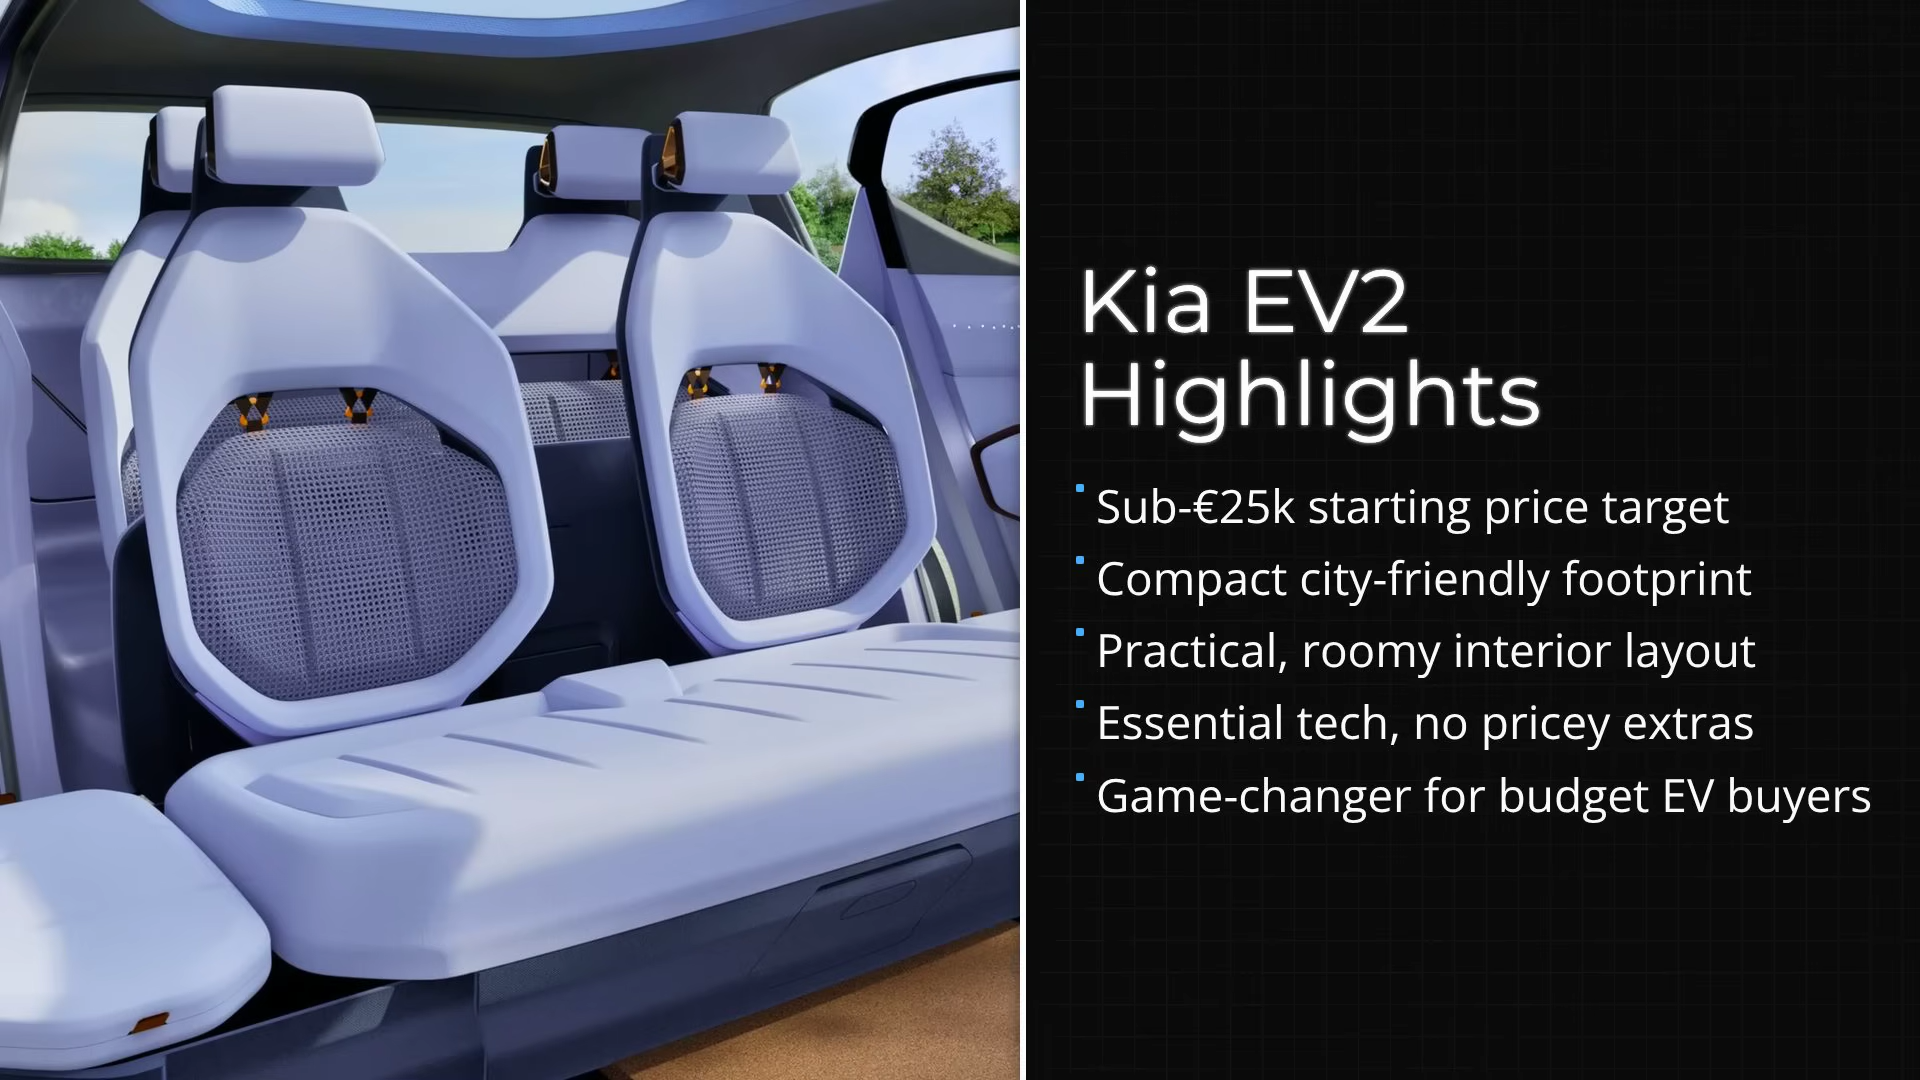 Kia EV2
Highlights
Sub-€25k starting price target
Compact city-friendly footprint
Practical, roomy interior layout
Essential tech, no pricey extras
Game-changer for budget EV buyers